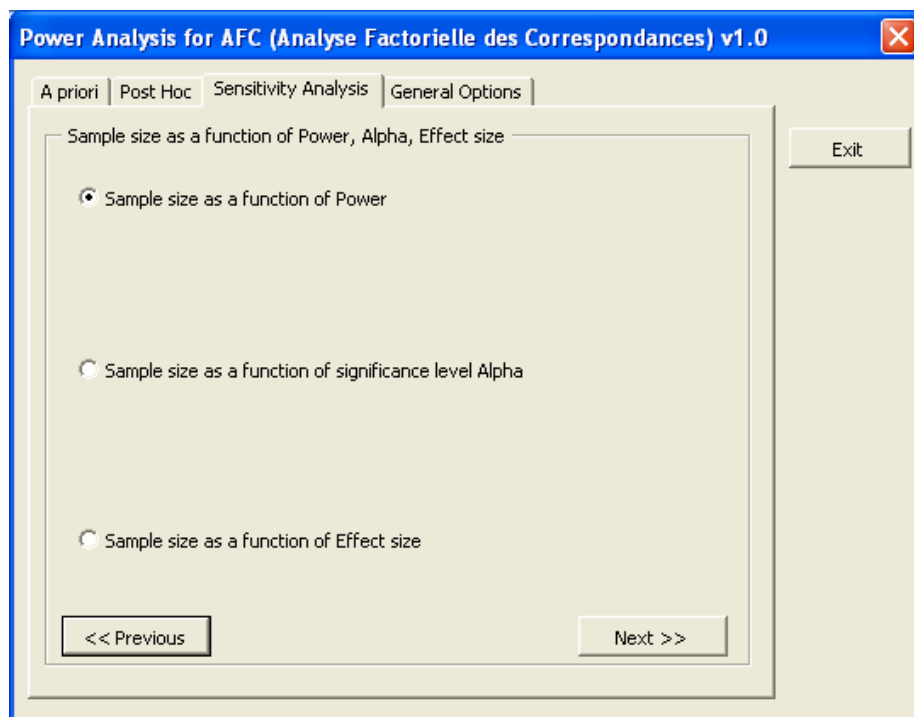 Power Analysis for AFC (Analyse Factorielle des Correspondances) v1.0
A priori Post Hoc Sensitivity Analysis General Options
Sample size as a function of Power, Alpha, Effect size
Exit
Sample size as a function of Power
Sample size as a function of significance level Alpha
Sample size as a function of Effect size
<< Previous Next >>